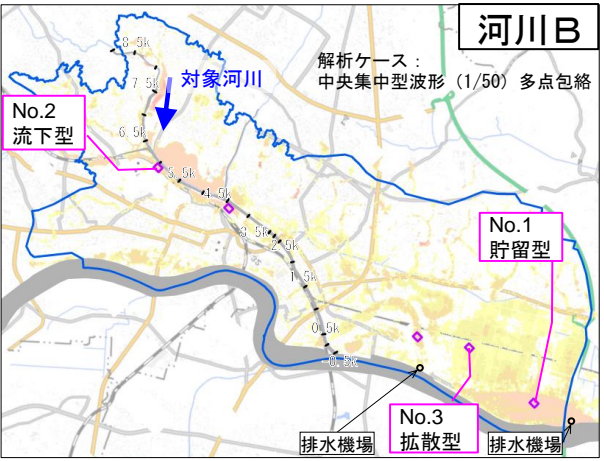 河川B
解析ケース：
中央集中型波形（1/50）多点包絡
対象河川
8.5k
7.5k
No.2
流下型
6.5k
5.5k
4.5k
3.5k
2.5k
1.5k
0.5k
0.5k
No.1
貯留型
No.3
拡散型
排水機場
排水機場